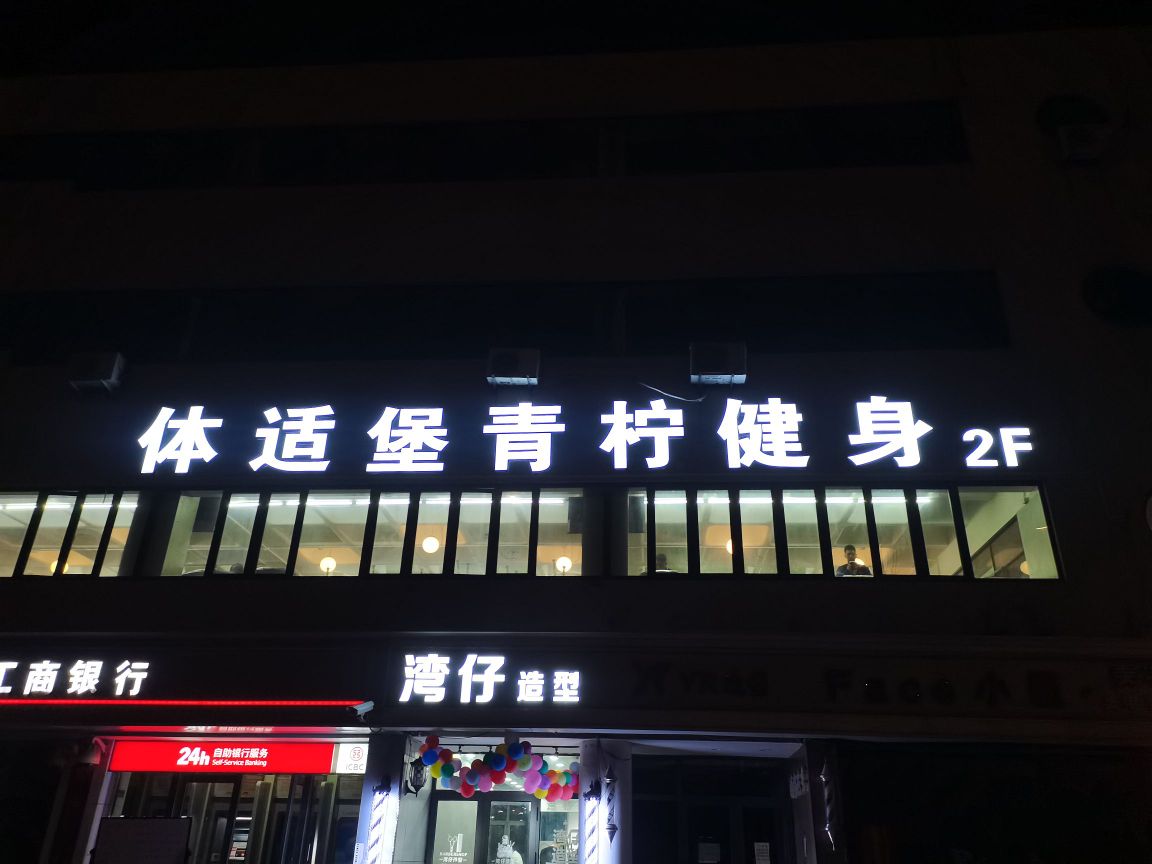 体适堡青柠健身 2F
工商银行
湾仔造型
24h 自助银行服务
Self-Service Banking
ICBC